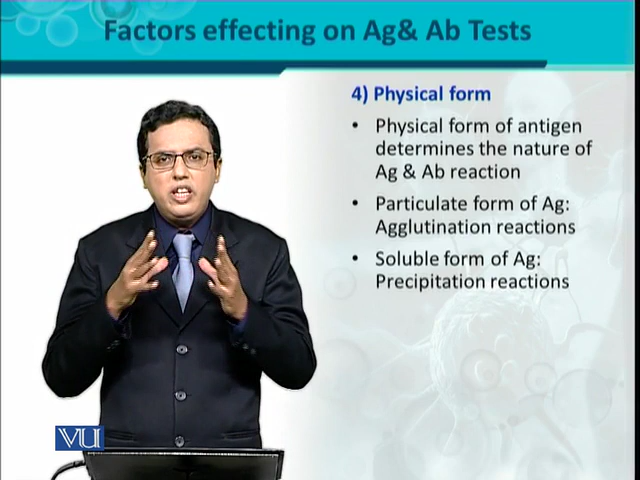 Factors effecting on Ag& Ab Tests
4) Physical form
• Physical form of antigen
determines the nature of
Ag & Ab reaction
• Particulate form of Ag:
Agglutination reactions
• Soluble form of Ag:
Precipitation reactions
VU